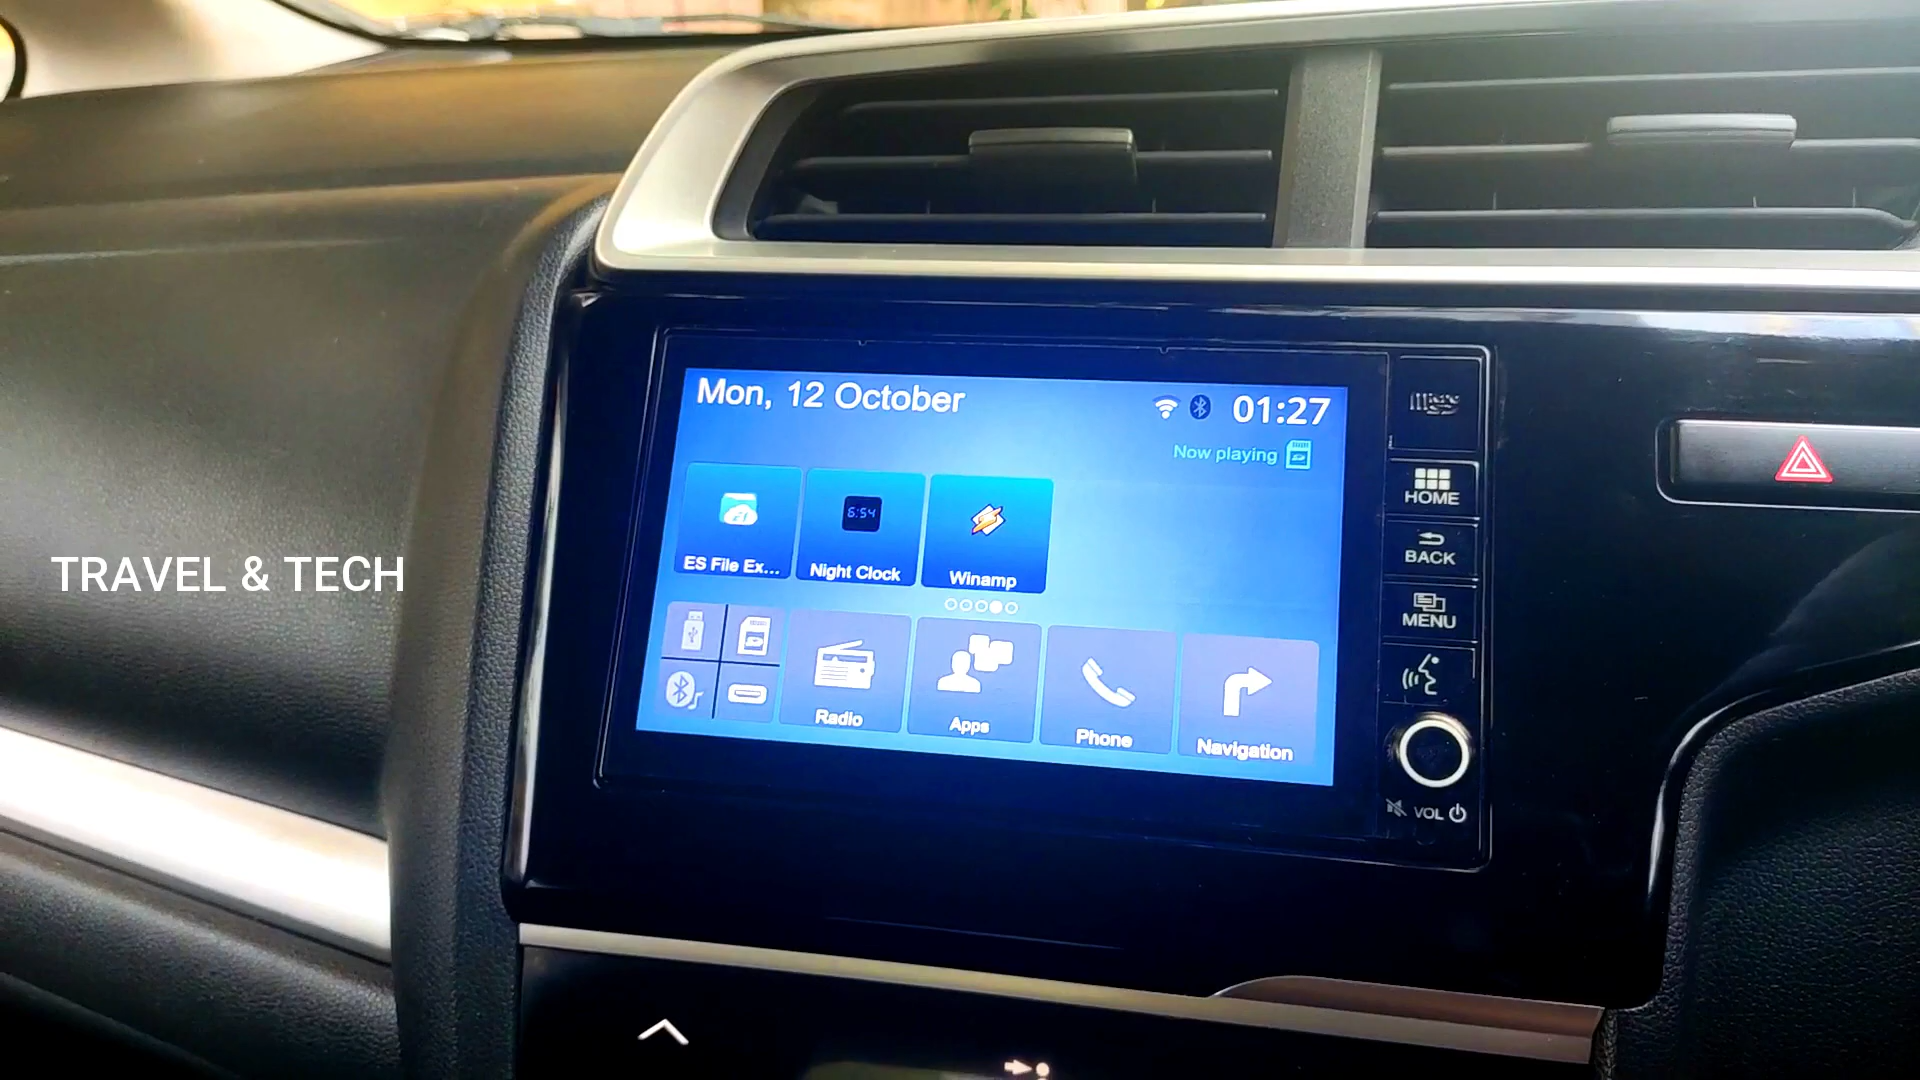 Mon, 12 October
01:27
Now playing
ES File Ex...
6:54
Night Clock
Winamp
Radio
Apps
Phone
Navigation
HOME
BACK
MENU
VOL
TRAVEL & TECH